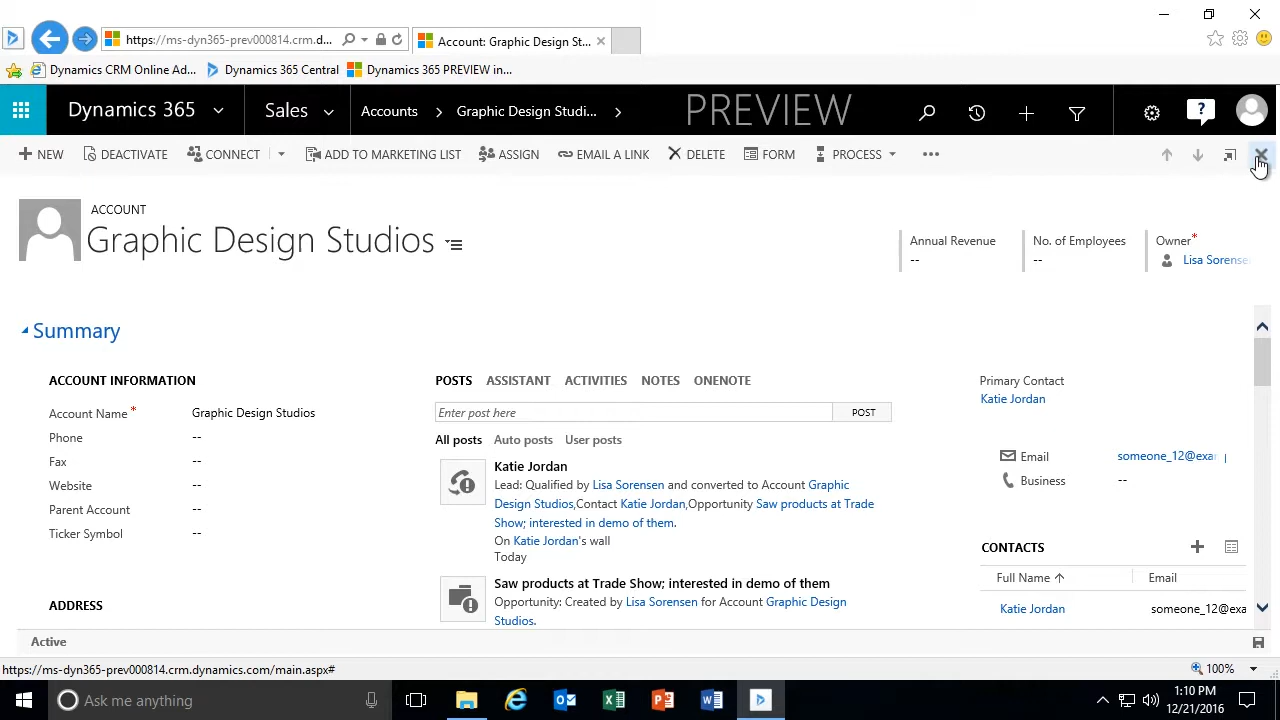 https://ms-dyn365-prev000814.crm.d...
Account: Graphic Design St...
Dynamics CRM Online Ad...
Dynamics 365 Central
Dynamics 365 PREVIEW in...
Dynamics 365
Sales
Accounts
Graphic Design Studi...
PREVIEW
NEW
DEACTIVATE
CONNECT
ADD TO MARKETING LIST
ASSIGN
EMAIL A LINK
DELETE
FORM
PROCESS
ACCOUNT
Graphic Design Studios
Annual Revenue
--
No. of Employees
--
Owner*
Lisa Sorense
Summary
ACCOUNT INFORMATION
Account Name* Graphic Design Studios
Phone --
Fax --
Website --
Parent Account --
Ticker Symbol --
ADDRESS
POSTS ASSISTANT ACTIVITIES NOTES ONENOTE
Enter post here
POST
All posts Auto posts User posts
Katie Jordan
Lead: Qualified by Lisa Sorensen and converted to Account Graphic
Design Studios,Contact Katie Jordan,Opportunity Saw products at Trade
Show; interested in demo of them.
On Katie Jordan's wall
Today
Saw products at Trade Show; interested in demo of them
Opportunity: Created by Lisa Sorensen for Account Graphic Design
Studios.
Primary Contact
Katie Jordan
Email someone_12@exa
Business --
CONTACTS
Full Name Email
Katie Jordan someone_12@exa
Active
https://ms-dyn365-prev000814.crm.dynamics.com/main.aspx#
100%
Ask me anything
1:10 PM
12/21/2016